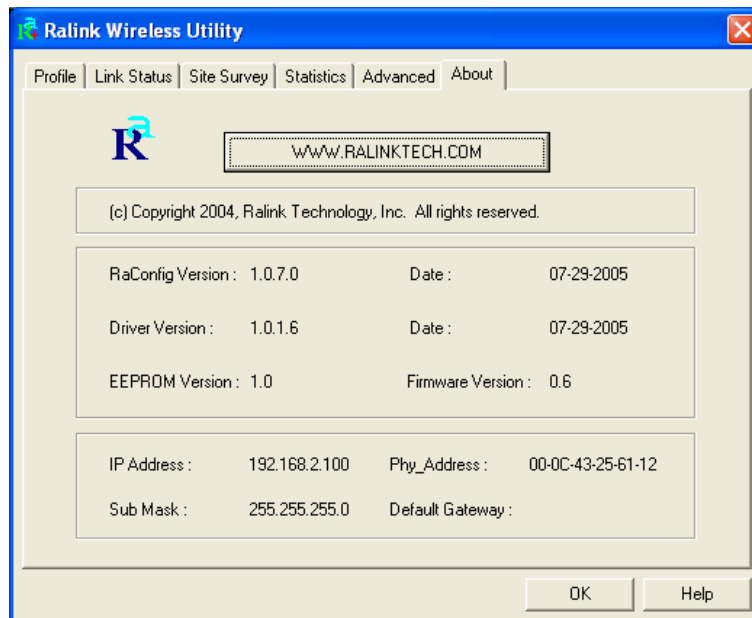 Ra Ralink Wireless Utility
Profile Link Status Site Survey Statistics Advanced About
Ra WWW.RALINKTECH.COM
(c) Copyright 2004, Ralink Technology, Inc. All rights reserved.
RaConfig Version : 1.0.7.0 Date : 07-29-2005
Driver Version : 1.0.1.6 Date : 07-29-2005
EEPROM Version : 1.0 Firmware Version : 0.6
IP Address : 192.168.2.100 Phy_Address : 00-0C-43-25-61-12
Sub Mask : 255.255.255.0 Default Gateway :
OK Help